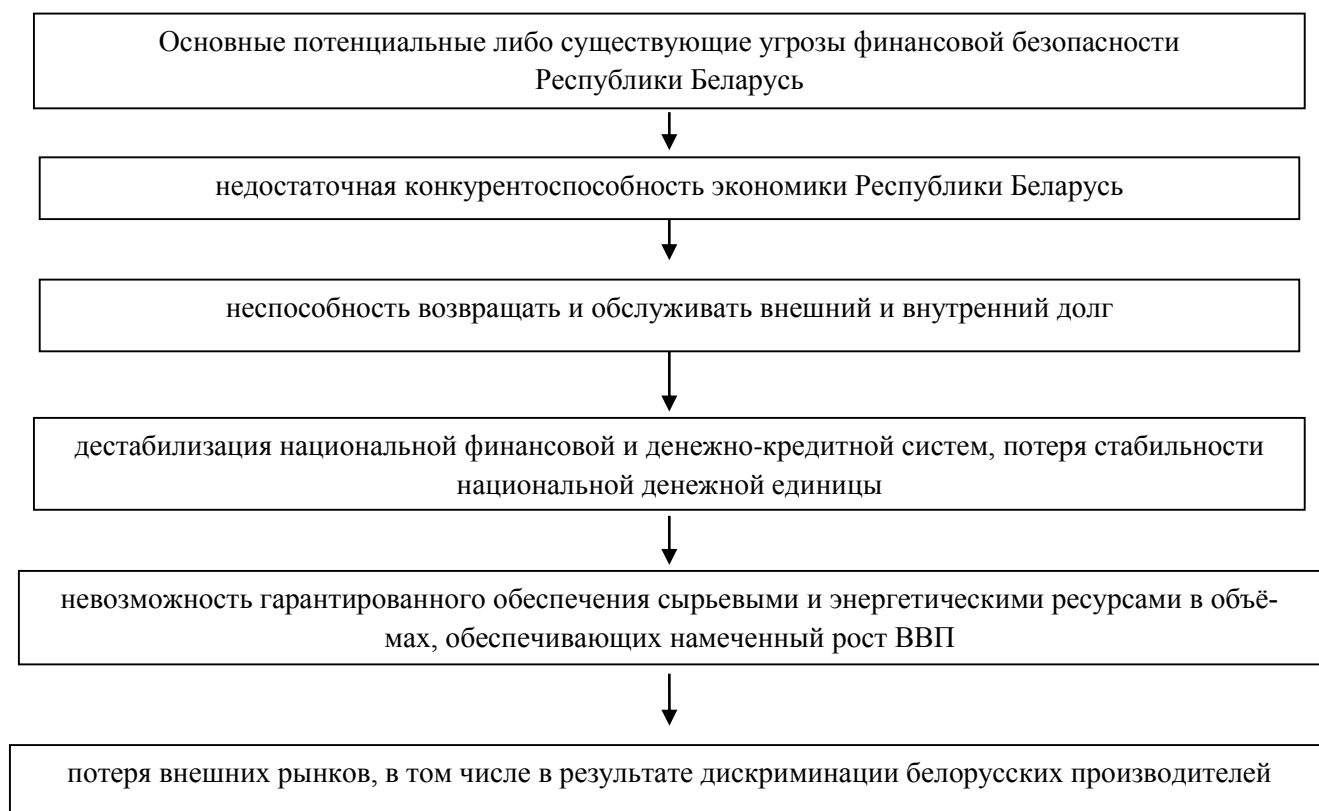 Основные потенциальные либо существующие угрозы финансовой безопасности
Республики Беларусь
недостаточная конкурентоспособность экономики Республики Беларусь
неспособность возвращать и обслуживать внешний и внутренний долг
дестабилизация национальной финансовой и денежно-кредитной систем, потеря стабильности
национальной денежной единицы
невозможность гарантированного обеспечения сырьевыми и энергетическими ресурсами в объё-
мах, обеспечивающих намеченный рост ВВП
потеря внешних рынков, в том числе в результате дискриминации белорусских производителей